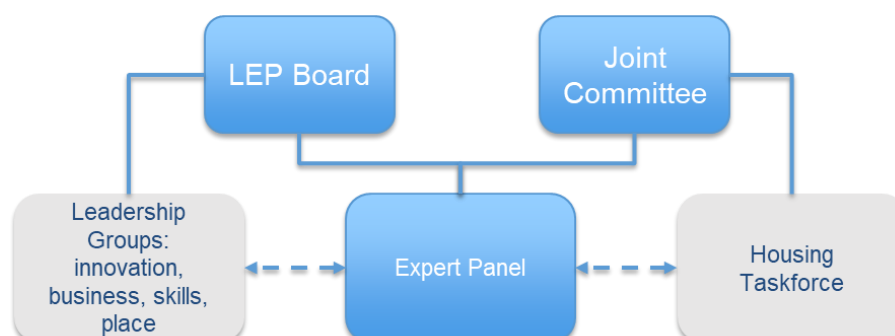 LEP Board
Joint
Committee
Leadership
Groups:
innovation,
business, skills,
place
Expert Panel
Housing
Taskforce